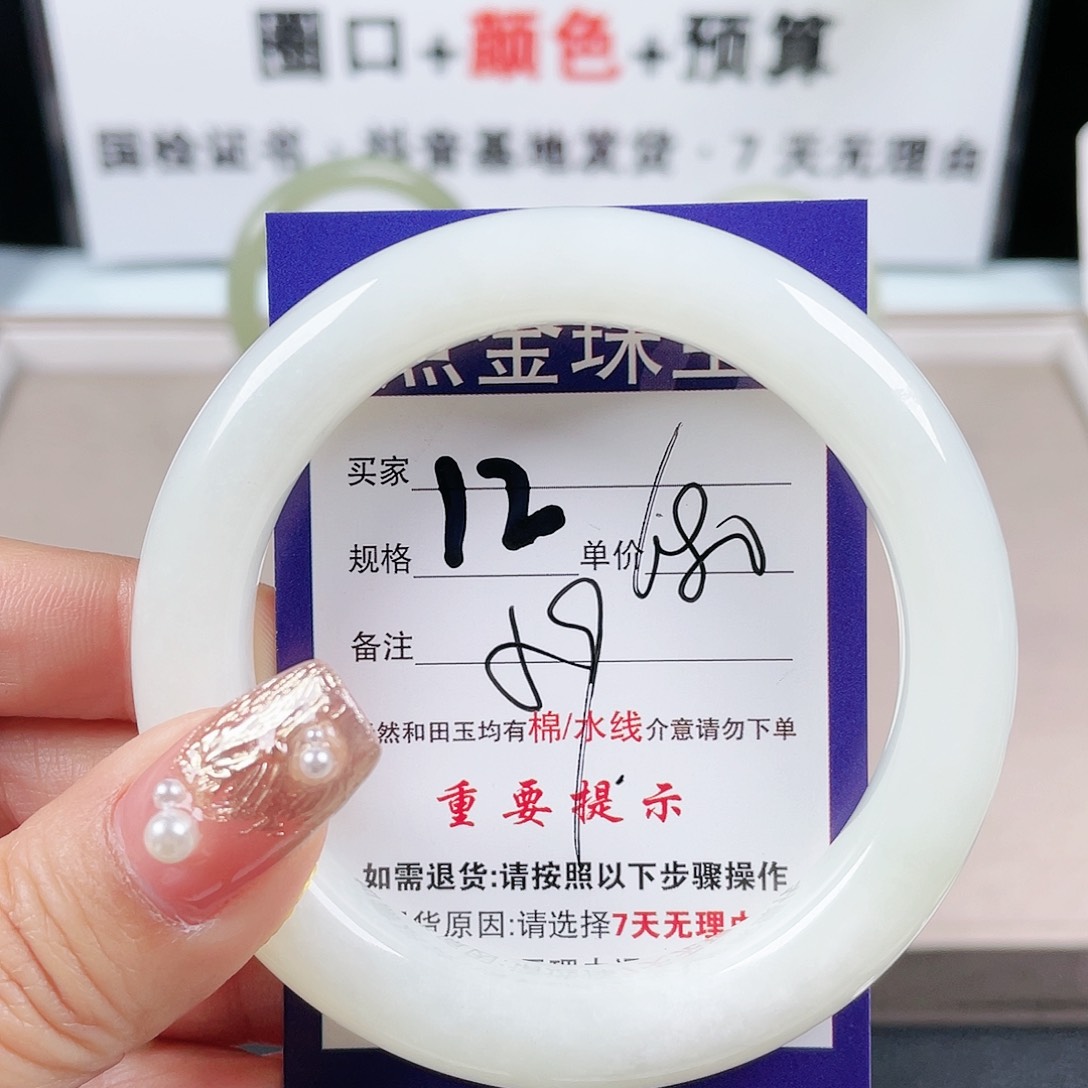 圈口+颜色+预算
国检证书·抖音基地发货·7天无理由
金珠
买家 12
规格 单价
备注
然和田玉均有棉/水线介意请勿下单
重要提示
如需退货:请按照以下步骤操作
货原因:请选择7天无理由